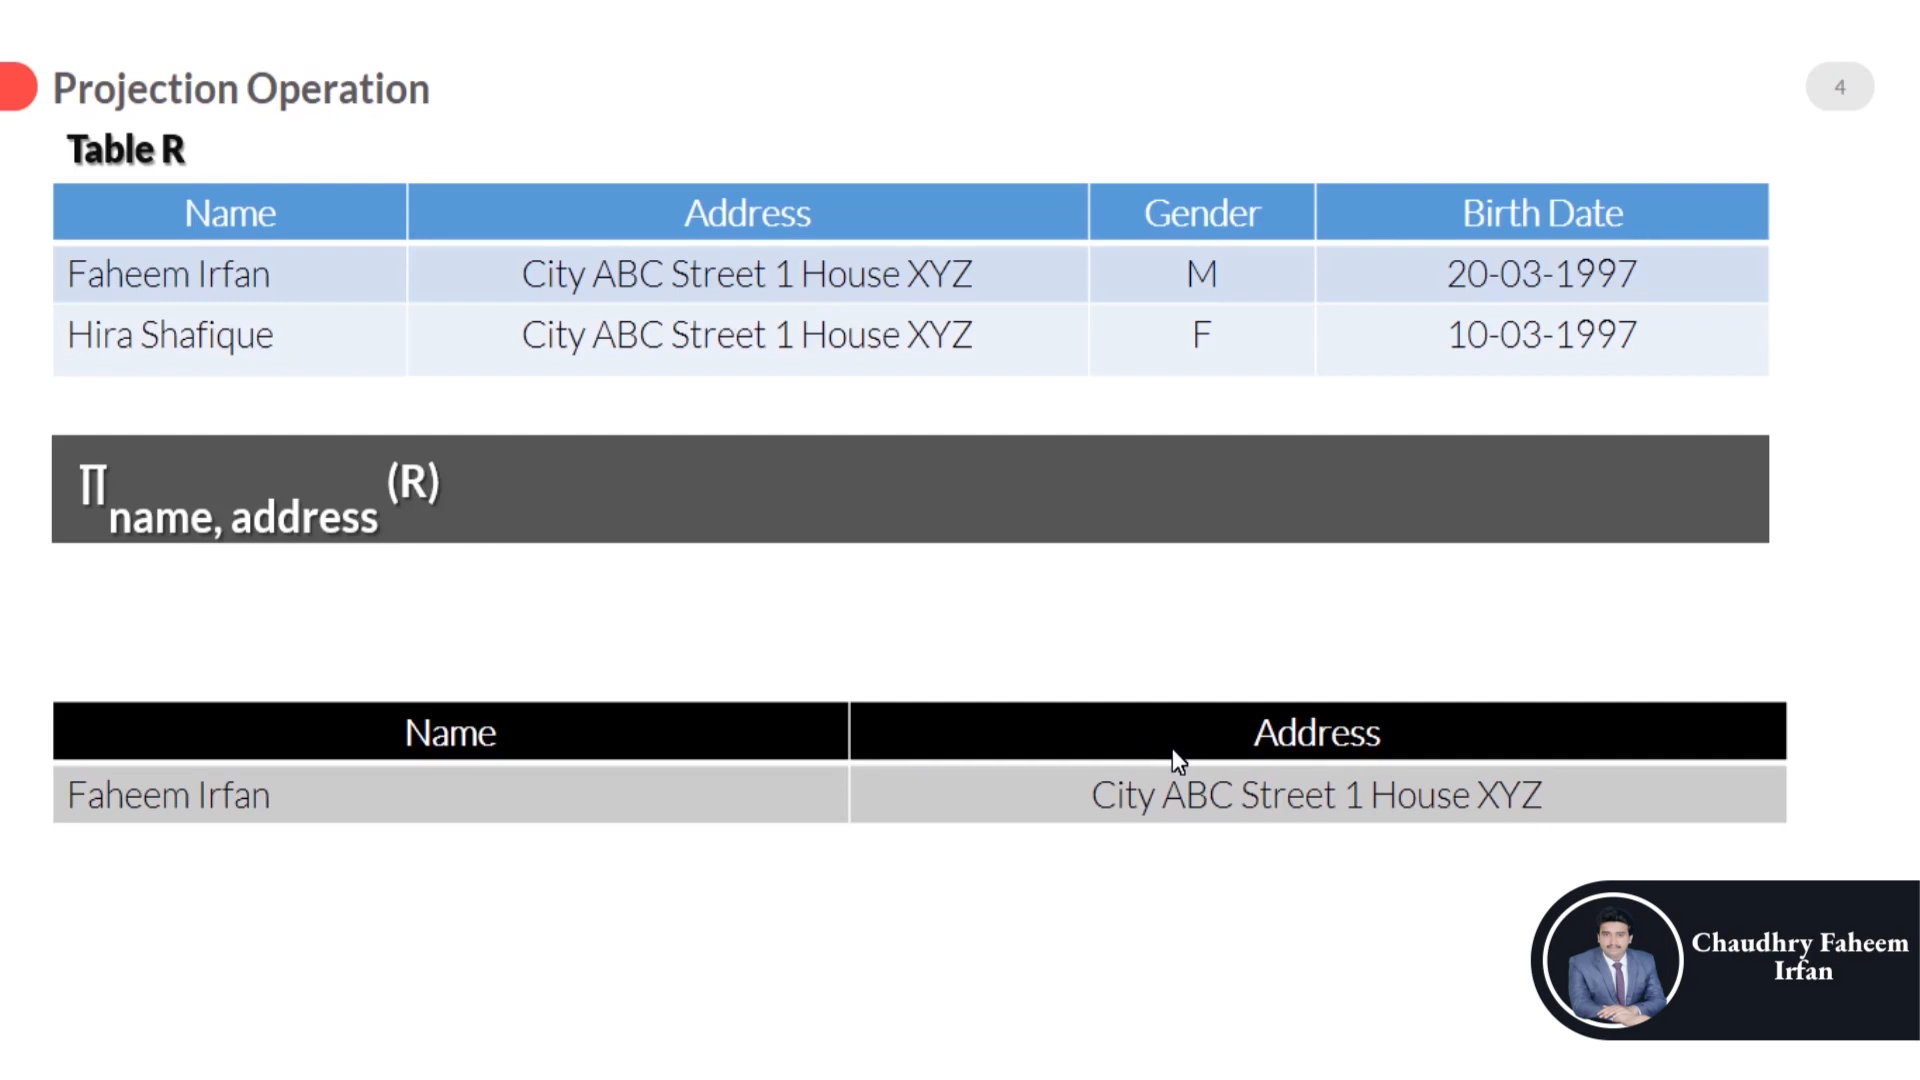 Projection Operation
4
Table R
Name Address Gender Birth Date
Faheem Irfan City ABC Street 1 House XYZ M 20-03-1997
Hira Shafique City ABC Street 1 House XYZ F 10-03-1997
∏name, address (R)
Name Address
Faheem Irfan City ABC Street 1 House XYZ
Chaudhry Faheem
Irfan